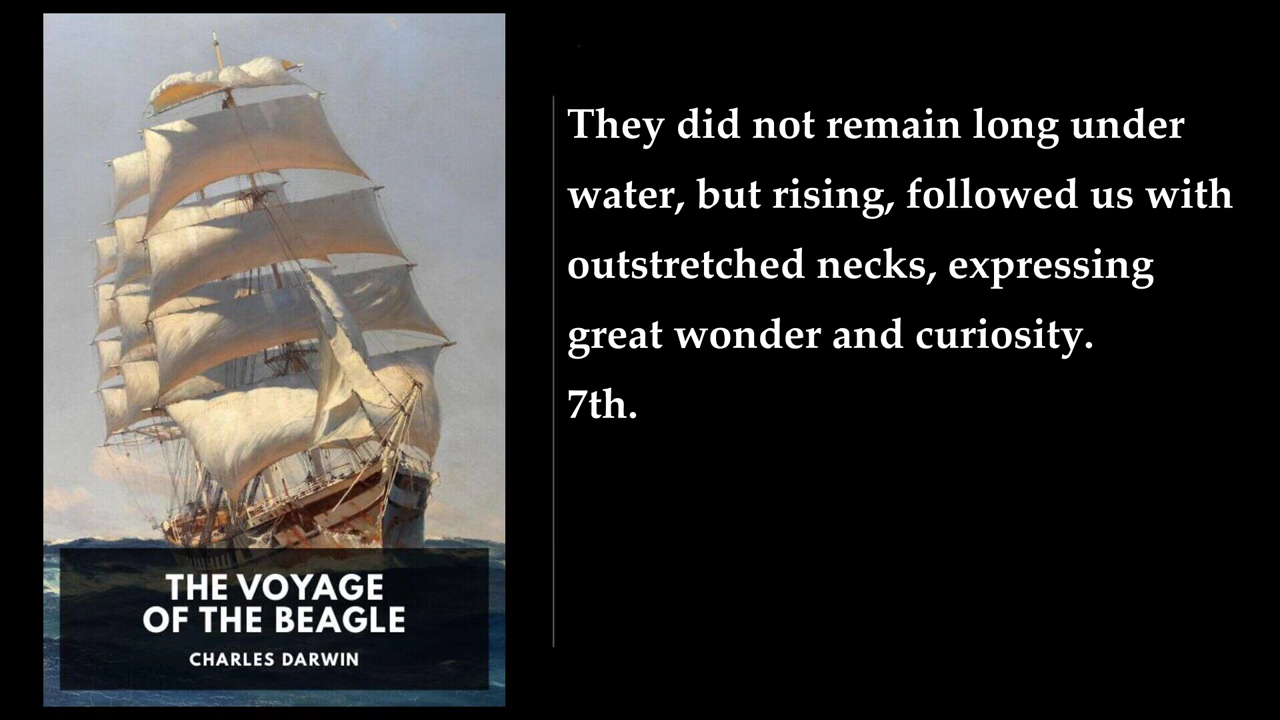 THE VOYAGE
OF THE BEAGLE
CHARLES DARWIN
They did not remain long under
water, but rising, followed us with
outstretched necks, expressing
great wonder and curiosity.
7th.